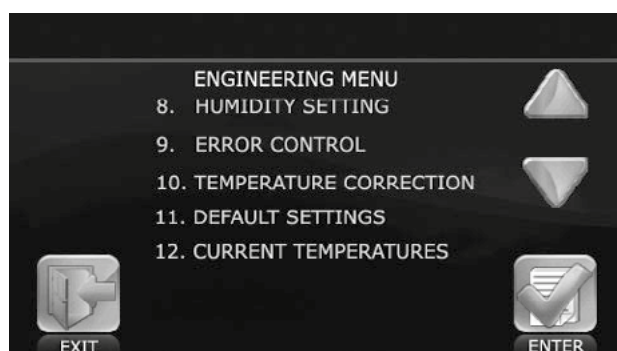 ENGINEERING MENU
8. HUMIDITY SETTING
9. ERROR CONTROL
10. TEMPERATURE CORRECTION
11. DEFAULT SETTINGS
12. CURRENT TEMPERATURES
EXIT
ENTER